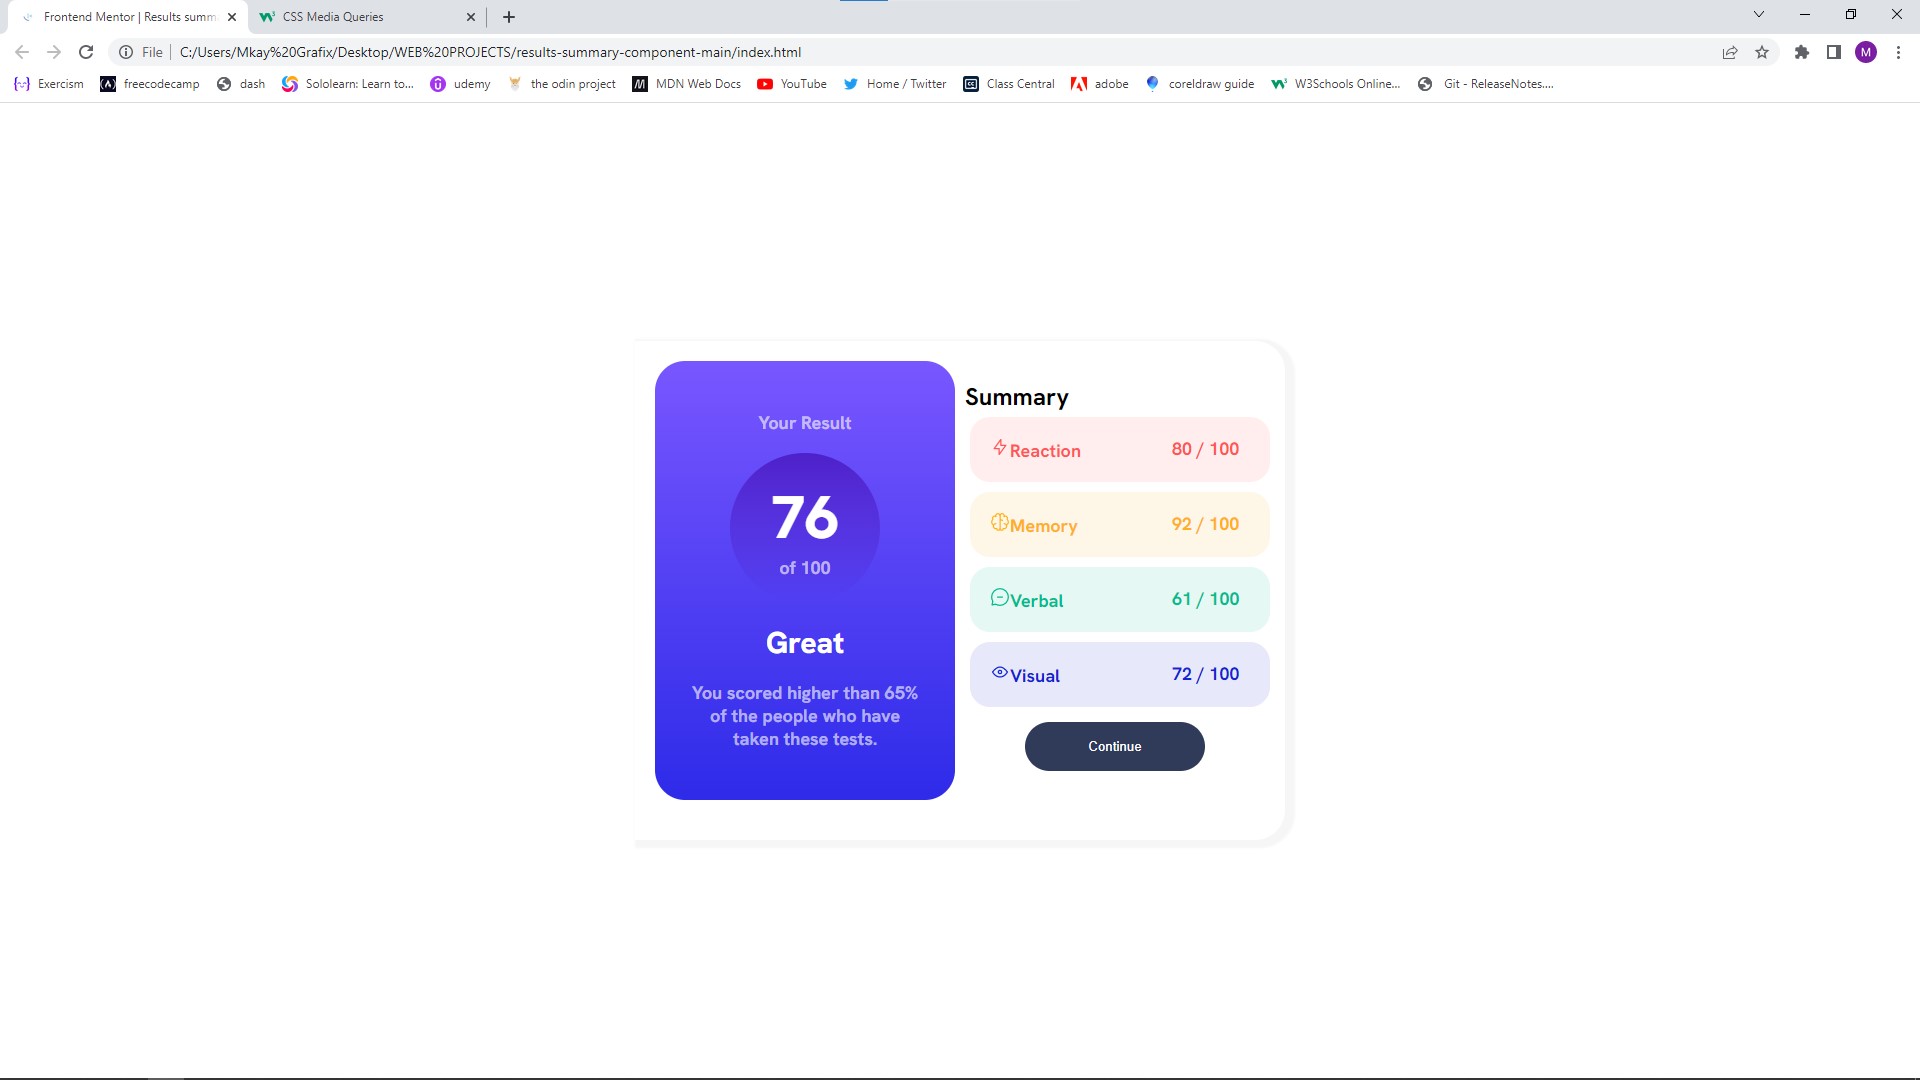 Frontend Mentor | Results summ
CSS Media Queries
File
C:/Users/Mkay%20Grafix/Desktop/WEB%20PROJECTS/results-summary-component-main/index.html
M
Exercism
freecodecamp
dash
Sololearn: Learn to...
udemy
the odin project
MDN Web Docs
YouTube
Home / Twitter
Class Central
adobe
coreldraw guide
W3Schools Online...
Git - ReleaseNotes....
Your Result
76
of 100
Great
You scored higher than 65%
of the people who have
taken these tests.
Summary
Reaction 80 / 100
Memory 92 / 100
Verbal 61 / 100
Visual 72 / 100
Continue